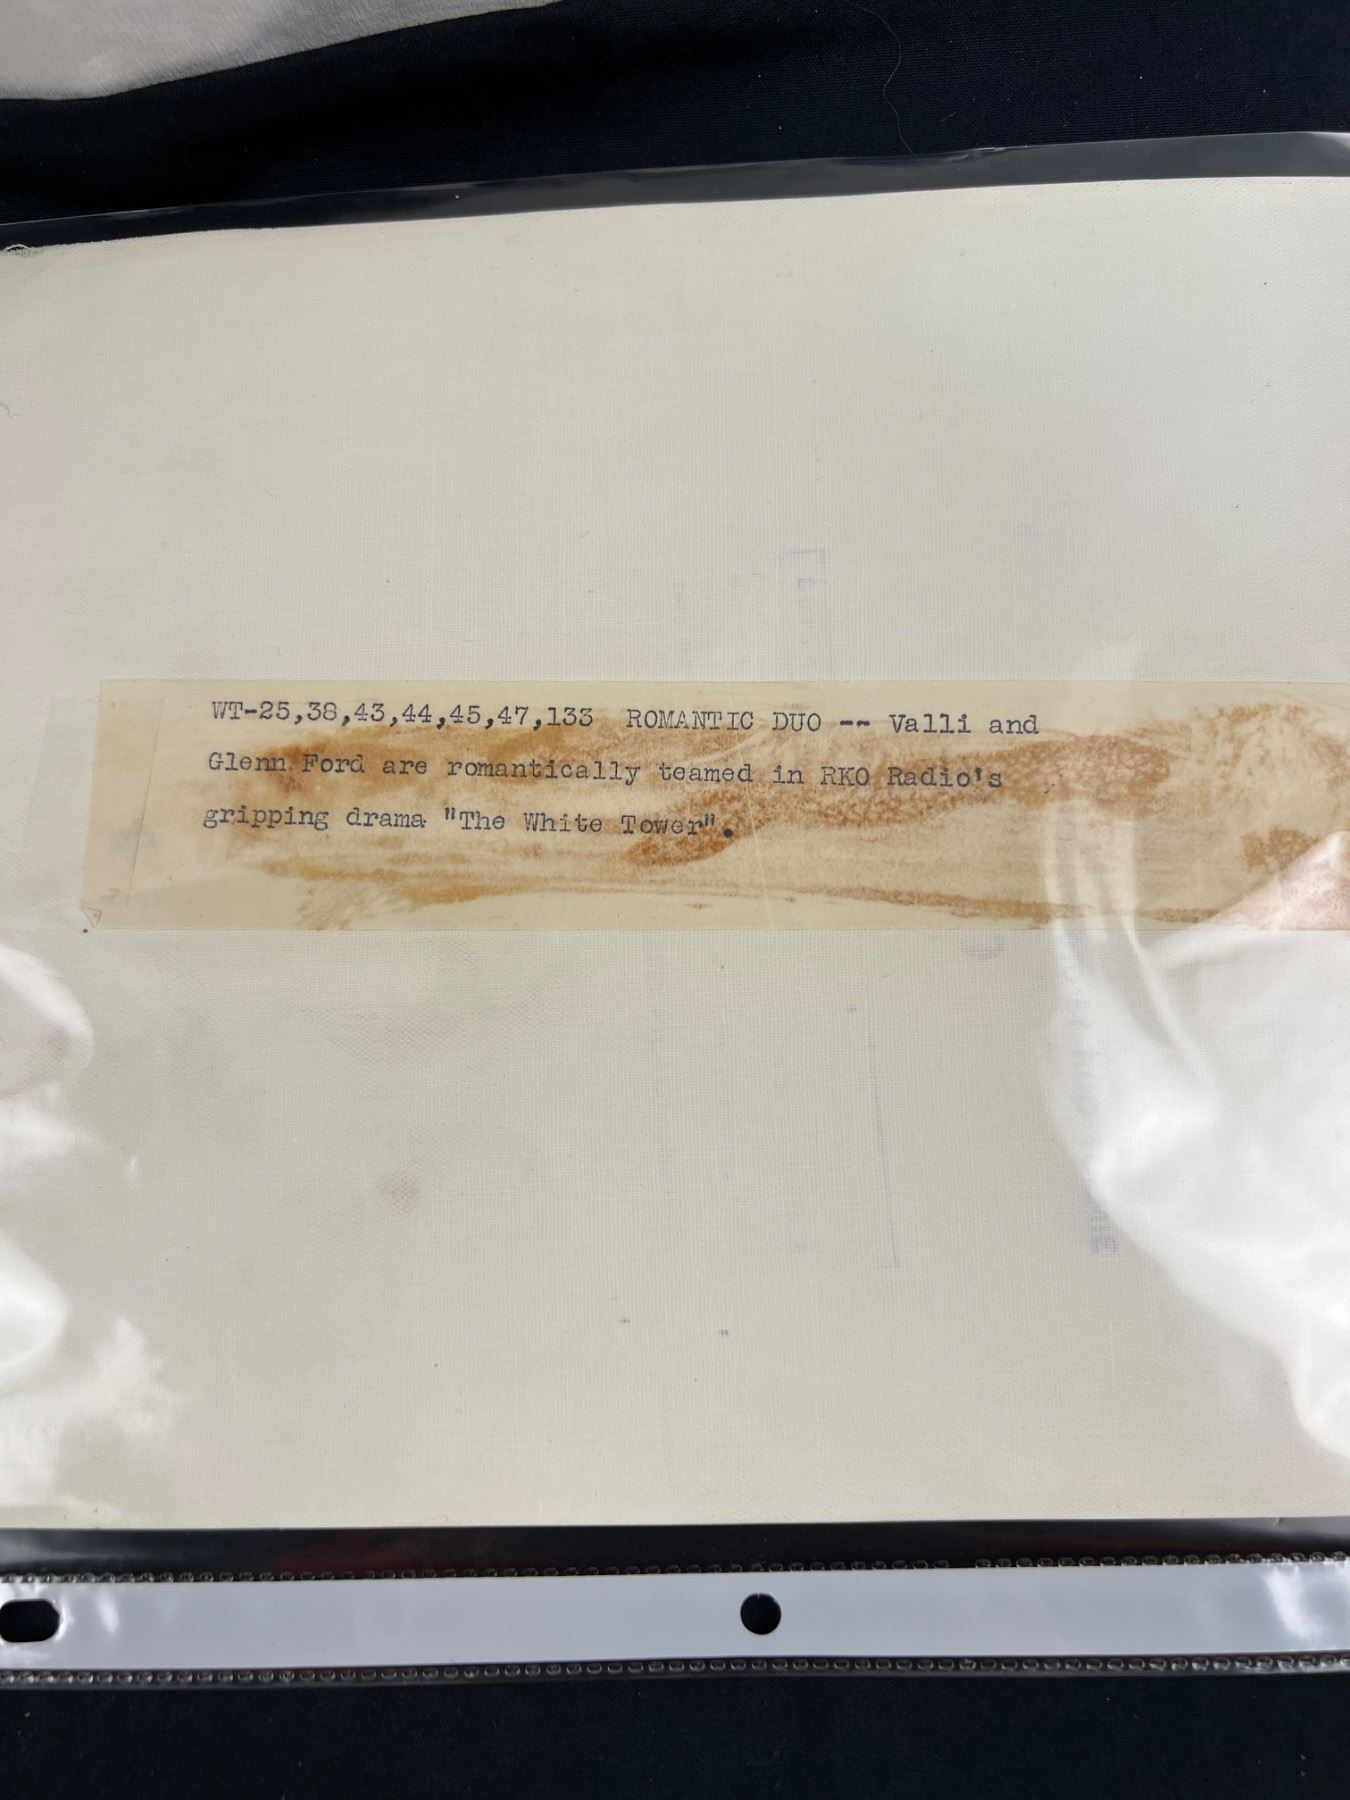 WT-25,38,43,44,45,47,133 ROMANTIC DUO -- Valli and
Glenn Ford are romantically teamed in RKO Radio's
gripping drama "The White Tower".